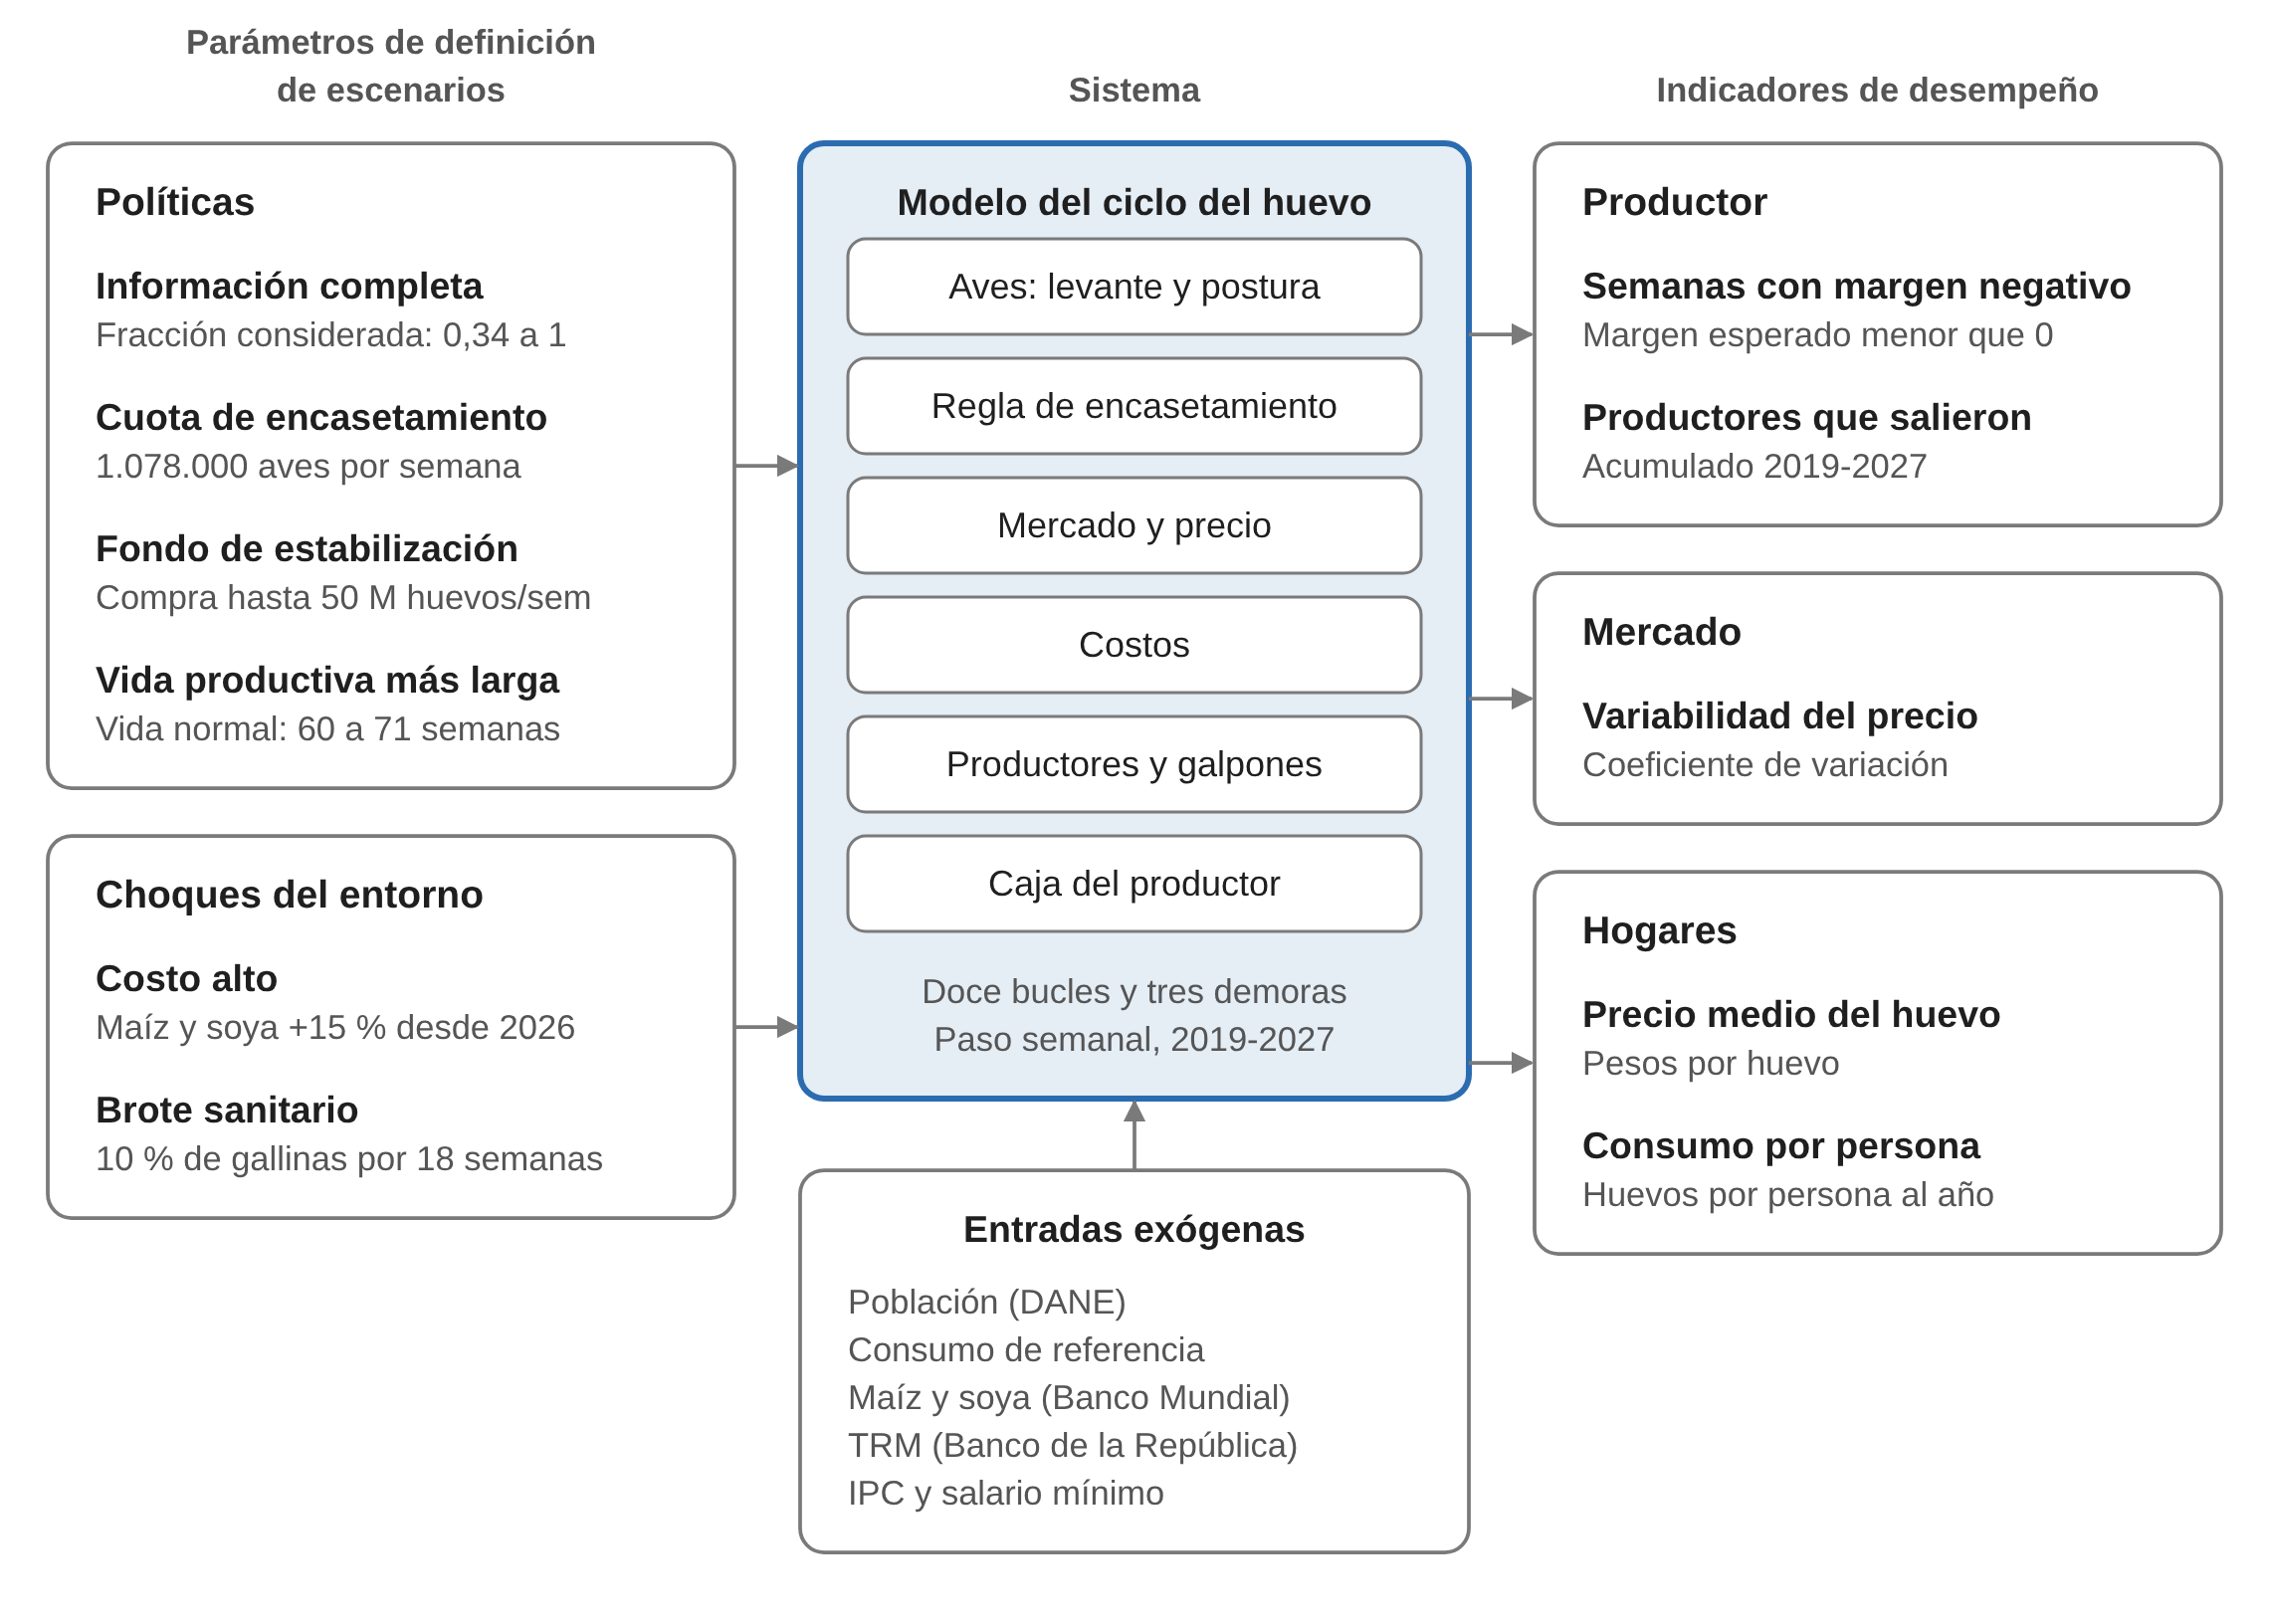 Parámetros de definición
de escenarios
Políticas
Información completa
Fracción considerada: 0,34 a 1
Cuota de encasetamiento
1.078.000 aves por semana
Fondo de estabilización
Compra hasta 50 M huevos/sem
Vida productiva más larga
Vida normal: 60 a 71 semanas
Choques del entorno
Costo alto
Maíz y soya +15 % desde 2026
Brote sanitario
10 % de gallinas por 18 semanas
Sistema
Modelo del ciclo del huevo
Aves: levante y postura
Regla de encasetamiento
Mercado y precio
Costos
Productores y galpones
Caja del productor
Doce bucles y tres demoras
Paso semanal, 2019-2027
Entradas exógenas
Población (DANE)
Consumo de referencia
Maíz y soya (Banco Mundial)
TRM (Banco de la República)
IPC y salario mínimo
Indicadores de desempeño
Productor
Semanas con margen negativo
Margen esperado menor que 0
Productores que salieron
Acumulado 2019-2027
Mercado
Variabilidad del precio
Coeficiente de variación
Hogares
Precio medio del huevo
Pesos por huevo
Consumo por persona
Huevos por persona al año